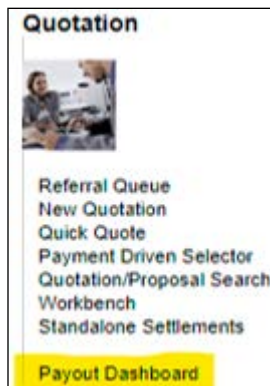 Quotation
Referral Queue
New Quotation
Quick Quote
Payment Driven Selector
Quotation/Proposal Search
Workbench
Standalone Settlements
Payout Dashboard